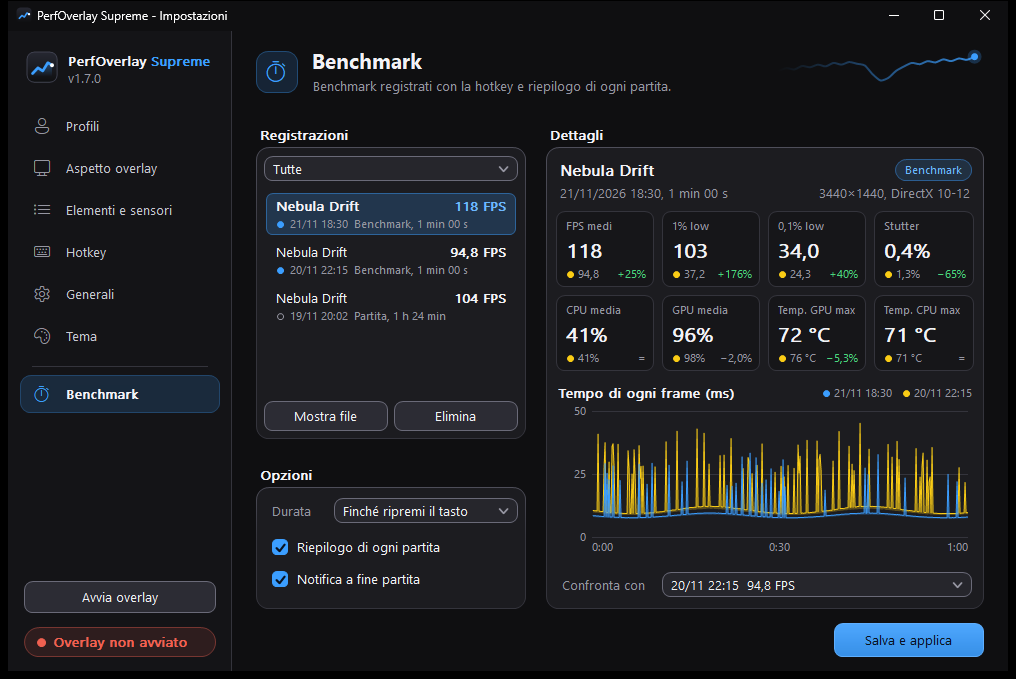 PerfOverlay Supreme - Impostazioni
PerfOverlay Supreme
v1.7.0
Profili
Aspetto overlay
Elementi e sensori
Hotkey
Generali
Tema
Benchmark
Avvia overlay
Overlay non avviato
Benchmark
Benchmark registrati con la hotkey e riepilogo di ogni partita.
Registrazioni
Tutte
Nebula Drift 118 FPS
21/11 18:30 Benchmark, 1 min 00 s
Nebula Drift 94,8 FPS
20/11 22:15 Benchmark, 1 min 00 s
Nebula Drift 104 FPS
19/11 20:02 Partita, 1 h 24 min
Mostra file Elimina
Opzioni
Durata Finché ripremi il tasto
Riepilogo di ogni partita
Notifica a fine partita
Dettagli
Nebula Drift Benchmark
21/11/2026 18:30, 1 min 00 s 3440×1440, DirectX 10-12
FPS medi 1% low 0,1% low Stutter
118 103 34,0 0,4%
94,8 +25% 37,2 +176% 24,3 +40% 1,3% −65%
CPU media GPU media Temp. GPU max Temp. CPU max
41% 96% 72 °C 71 °C
41% = 98% −2,0% 76 °C −5,3% 71 °C =
Tempo di ogni frame (ms) 21/11 18:30 20/11 22:15
50
25
0
0:00 0:30 1:00
Confronta con 20/11 22:15 94,8 FPS
Salva e applica